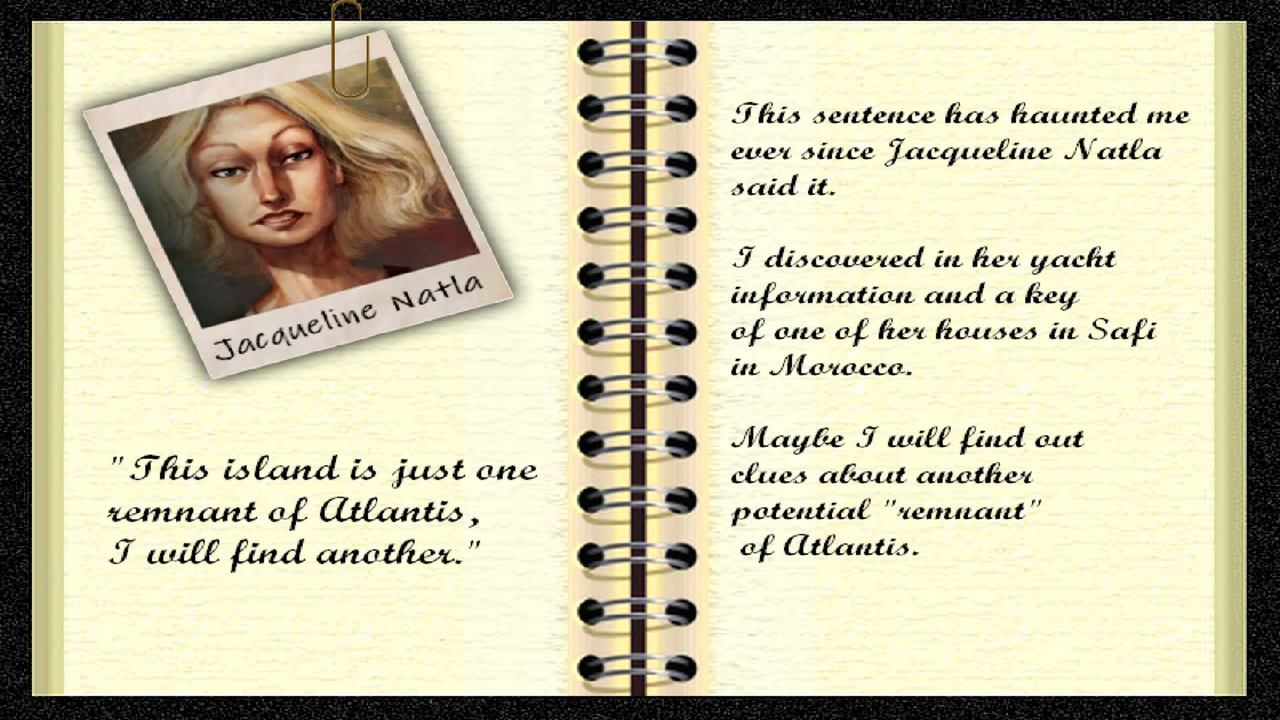 Jacqueline Natla
" This island is just one
remnant of Atlantis,
I will find another."
This sentence has haunted me
ever since Jacqueline Natla
said it.
I discovered in her yacht
information and a key
of one of her houses in Safi
in Morocco.
Maybe I will find out
clues about another
potential "remnant"
of Atlantis.